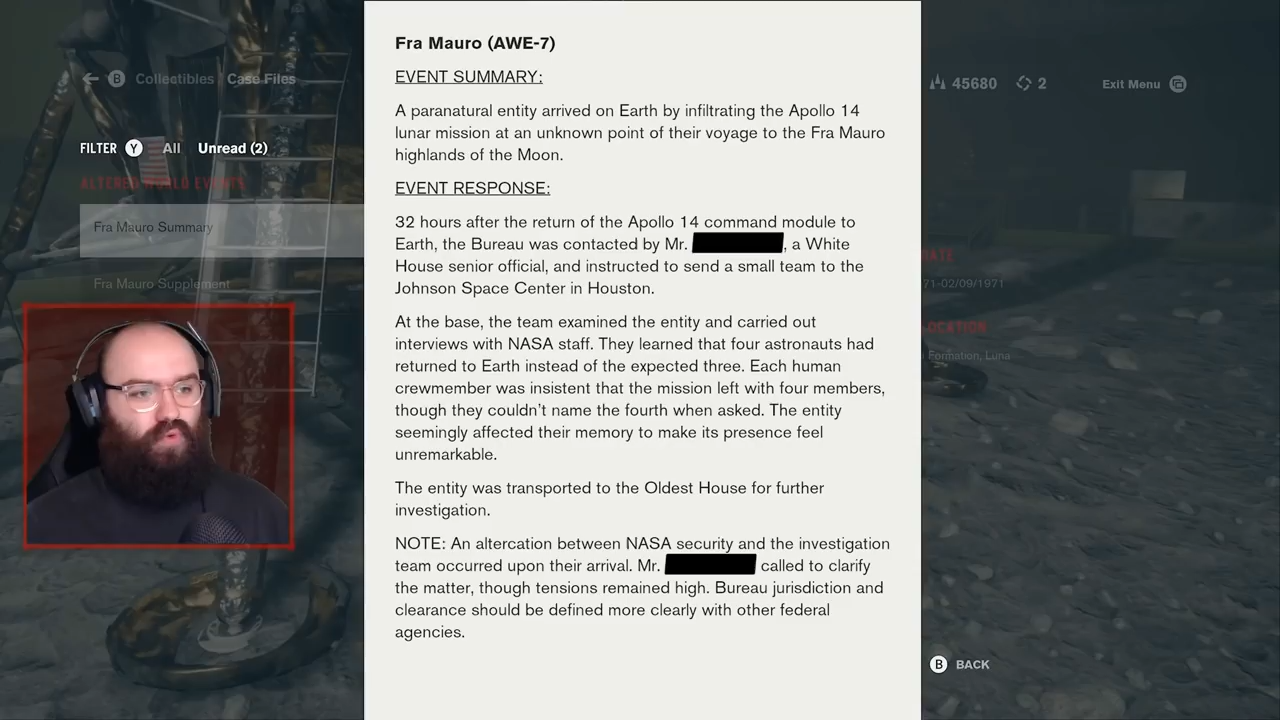 Fra Mauro (AWE-7)
EVENT SUMMARY:
A paranatural entity arrived on Earth by infiltrating the Apollo 14
lunar mission at an unknown point of their voyage to the Fra Mauro
highlands of the Moon.
EVENT RESPONSE:
32 hours after the return of the Apollo 14 command module to
Earth, the Bureau was contacted by Mr. , a White
House senior official, and instructed to send a small team to the
Johnson Space Center in Houston.
At the base, the team examined the entity and carried out
interviews with NASA staff. They learned that four astronauts had
returned to Earth instead of the expected three. Each human
crewmember was insistent that the mission left with four members,
though they couldn't name the fourth when asked. The entity
seemingly affected their memory to make its presence feel
unremarkable.
The entity was transported to the Oldest House for further
investigation.
NOTE: An altercation between NASA security and the investigation
team occurred upon their arrival. Mr. called to clarify
the matter, though tensions remained high. Bureau jurisdiction and
clearance should be defined more clearly with other federal
agencies.
B Collectibles Case Files
FILTER Y All Unread (2)
ALTERED WORLD EVENTS
Fra Mauro Summary
Fra Mauro Supplement
45680 2 Exit Menu
DATE
71-02/09/1971
LOCATION
Formation, Luna
B BACK